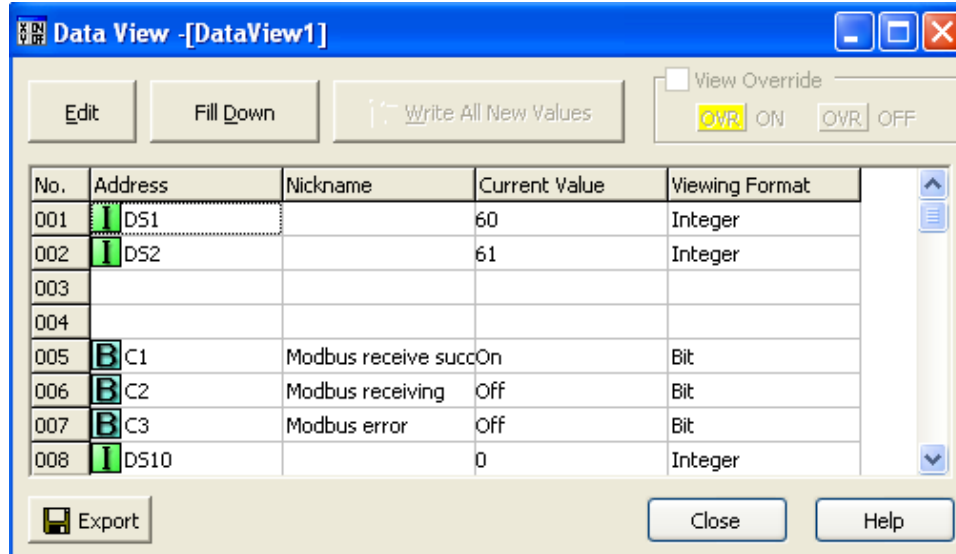 Data View -[DataView1]
View Override
Edit Fill Down Write All New Values OVR ON OVR OFF
No. Address Nickname Current Value Viewing Format
001 I DS1 60 Integer
002 I DS2 61 Integer
003
004
005 B C1 Modbus receive succ On Bit
006 B C2 Modbus receiving Off Bit
007 B C3 Modbus error Off Bit
008 I DS10 0 Integer
Export Close Help